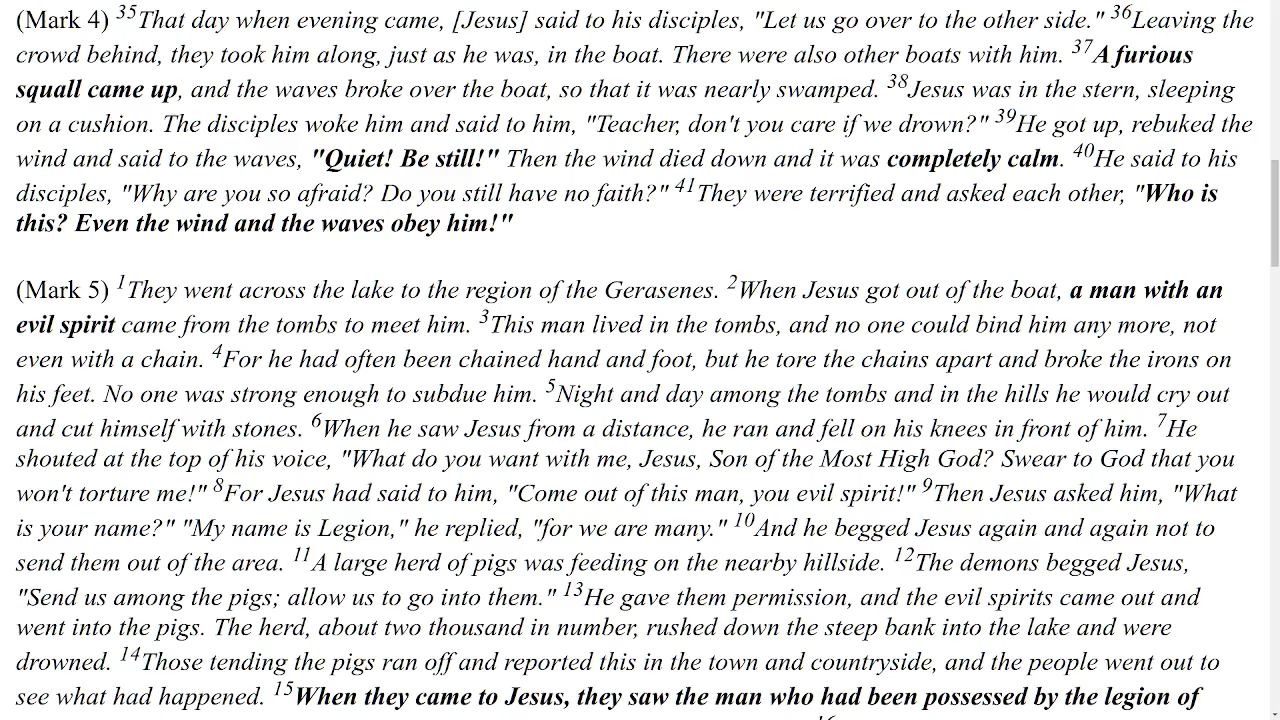 (Mark 4) 35That day when evening came, [Jesus] said to his disciples, "Let us go over to the other side." 36Leaving the
crowd behind, they took him along, just as he was, in the boat. There were also other boats with him. 37A furious
squall came up, and the waves broke over the boat, so that it was nearly swamped. 38Jesus was in the stern, sleeping
on a cushion. The disciples woke him and said to him, "Teacher, don't you care if we drown?" 39He got up, rebuked the
wind and said to the waves, "Quiet! Be still!" Then the wind died down and it was completely calm. 40He said to his
disciples, "Why are you so afraid? Do you still have no faith?" 41They were terrified and asked each other, "Who is
this? Even the wind and the waves obey him!"
(Mark 5) 1They went across the lake to the region of the Gerasenes. 2When Jesus got out of the boat, a man with an
evil spirit came from the tombs to meet him. 3This man lived in the tombs, and no one could bind him any more, not
even with a chain. 4For he had often been chained hand and foot, but he tore the chains apart and broke the irons on
his feet. No one was strong enough to subdue him. 5Night and day among the tombs and in the hills he would cry out
and cut himself with stones. 6When he saw Jesus from a distance, he ran and fell on his knees in front of him. 7He
shouted at the top of his voice, "What do you want with me, Jesus, Son of the Most High God? Swear to God that you
won't torture me!" 8For Jesus had said to him, "Come out of this man, you evil spirit!" 9Then Jesus asked him, "What
is your name?" "My name is Legion," he replied, "for we are many." 10And he begged Jesus again and again not to
send them out of the area. 11A large herd of pigs was feeding on the nearby hillside. 12The demons begged Jesus,
"Send us among the pigs; allow us to go into them." 13He gave them permission, and the evil spirits came out and
went into the pigs. The herd, about two thousand in number, rushed down the steep bank into the lake and were
drowned. 14Those tending the pigs ran off and reported this in the town and countryside, and the people went out to
see what had happened. 15When they came to Jesus, they saw the man who had been possessed by the legion of